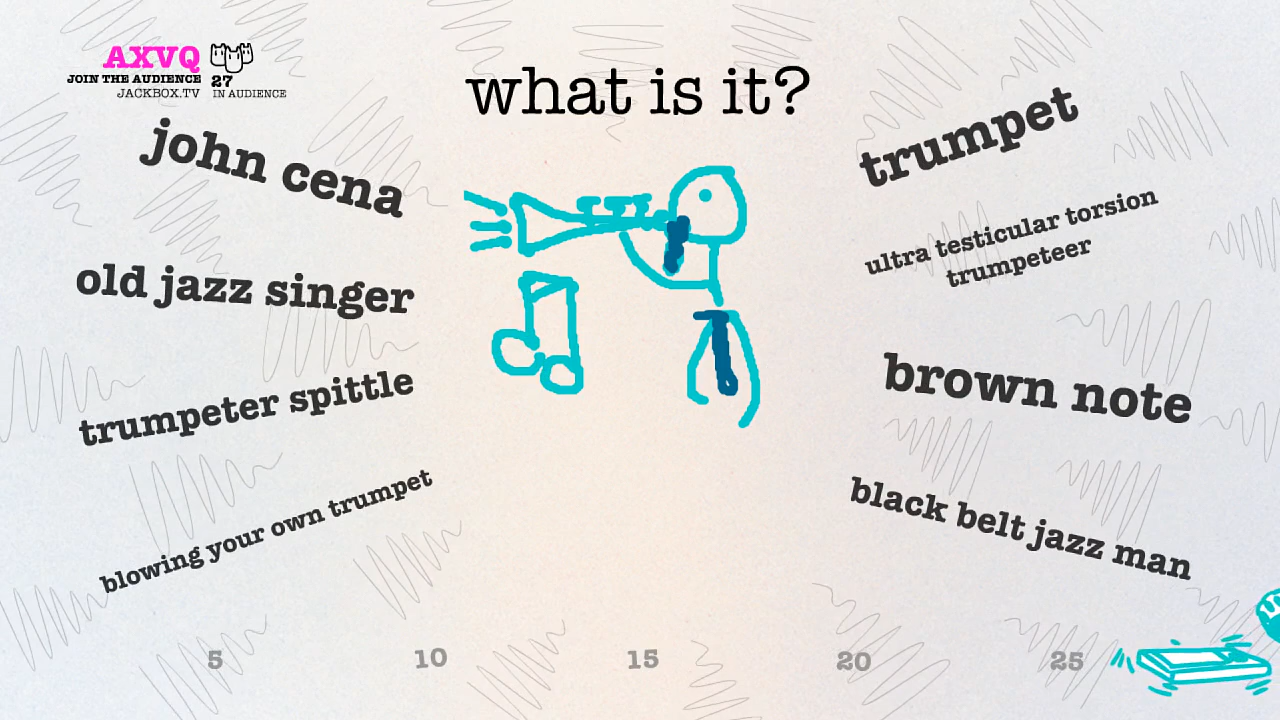 AXVQ
JOIN THE AUDIENCE
JACKBOX.TV
27
IN AUDIENCE
what is it?
john cena
old jazz singer
trumpeter spittle
blowing your own trumpet
trumpet
ultra testicular torsion
trumpeteer
brown note
black belt jazz man
5 10 15 20 25